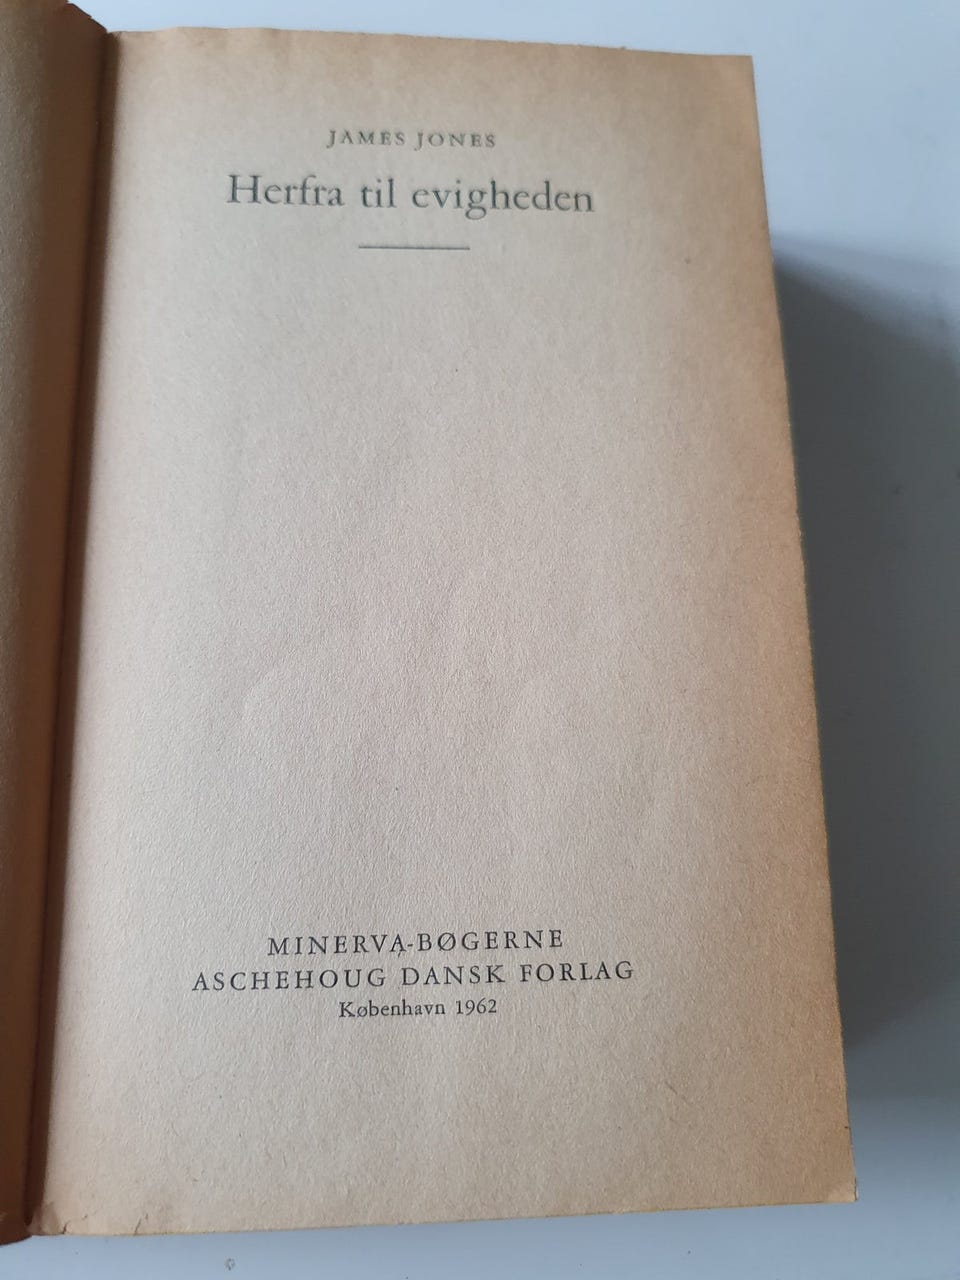 JAMES JONES
Herfra til evigheden
MINERVA-BØGERNE
ASCHEHOUG DANSK FORLAG
København 1962